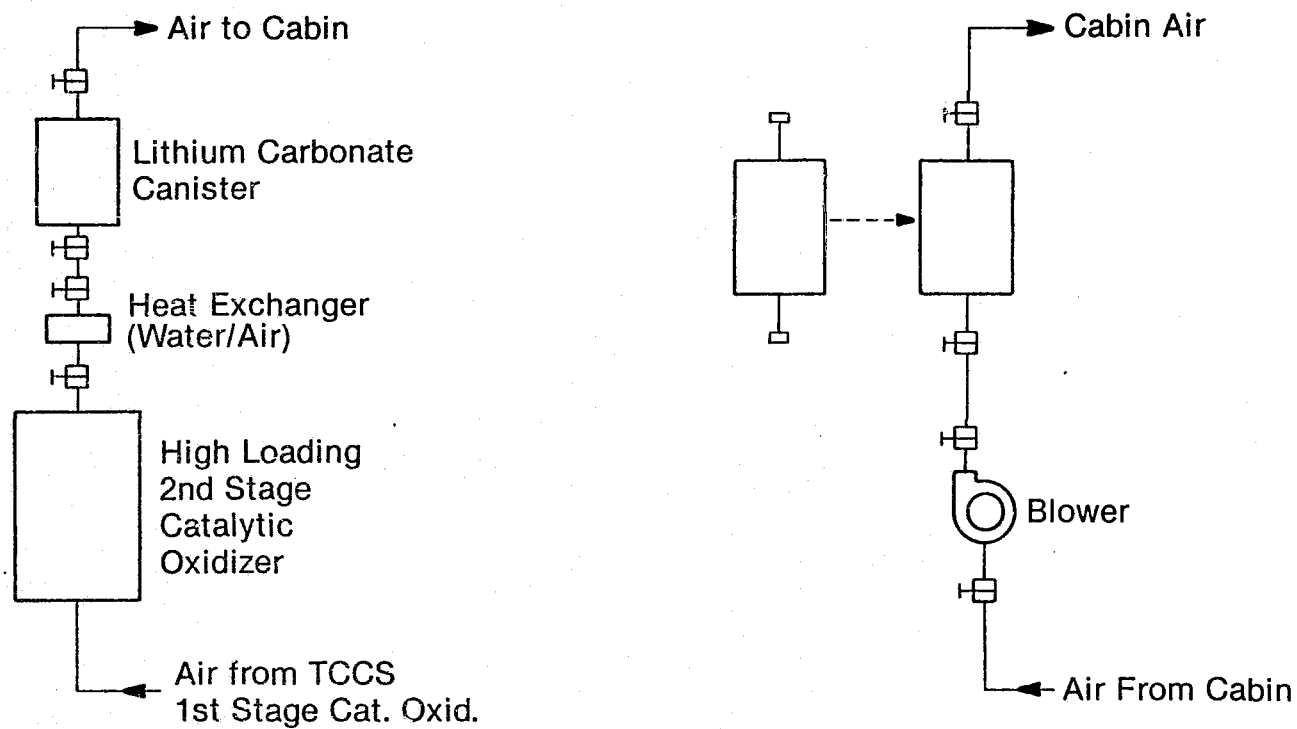 Air to Cabin
Lithium Carbonate
Canister
Heat Exchanger
(Water/Air)
High Loading
2nd Stage
Catalytic
Oxidizer
Air from TCCS
1st Stage Cat. Oxid.
Cabin Air
Blower
Air From Cabin